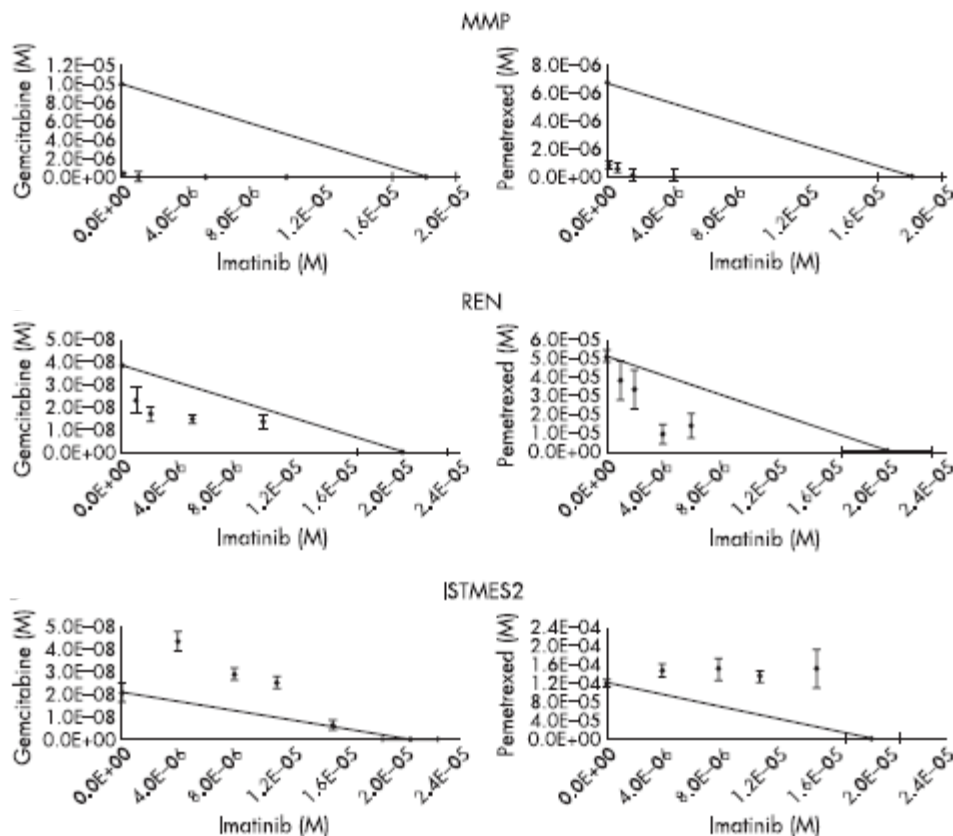 MMP
Gemcitabine (M)
1.2E–05
1.0E–05
8.0E–06
6.0E–06
4.0E–06
2.0E–06
0.0E+00
0.0E+00
4.0E–06
8.0E–06
1.2E–05
1.6E–05
2.0E–05
Imatinib (M)
Pemetrexed (M)
8.0E–06
6.0E–06
4.0E–06
2.0E–06
0.0E+00
0.0E+00
4.0E–06
8.0E–06
1.2E–05
1.6E–05
2.0E–05
Imatinib (M)
REN
Gemcitabine (M)
5.0E–08
4.0E–08
3.0E–08
2.0E–08
1.0E–08
0.0E+00
0.0E+00
4.0E–06
8.0E–06
1.2E–05
1.6E–05
2.0E–05
2.4E–05
Imatinib (M)
Pemetrexed (M)
6.0E–05
5.0E–05
4.0E–05
3.0E–05
2.0E–05
1.0E–05
0.0E+00
0.0E+00
4.0E–06
8.0E–06
1.2E–05
1.6E–05
2.0E–05
2.4E–05
Imatinib (M)
ISTMES2
Gemcitabine (M)
5.0E–08
4.0E–08
3.0E–08
2.0E–08
1.0E–08
0.0E+00
0.0E+00
4.0E–06
8.0E–06
1.2E–05
1.6E–05
2.0E–05
2.4E–05
Imatinib (M)
Pemetrexed (M)
2.4E–04
2.0E–04
1.6E–04
1.2E–04
8.0E–05
4.0E–05
0.0E+00
0.0E+00
4.0E–06
8.0E–06
1.2E–05
1.6E–05
2.0E–05
2.4E–05
Imatinib (M)